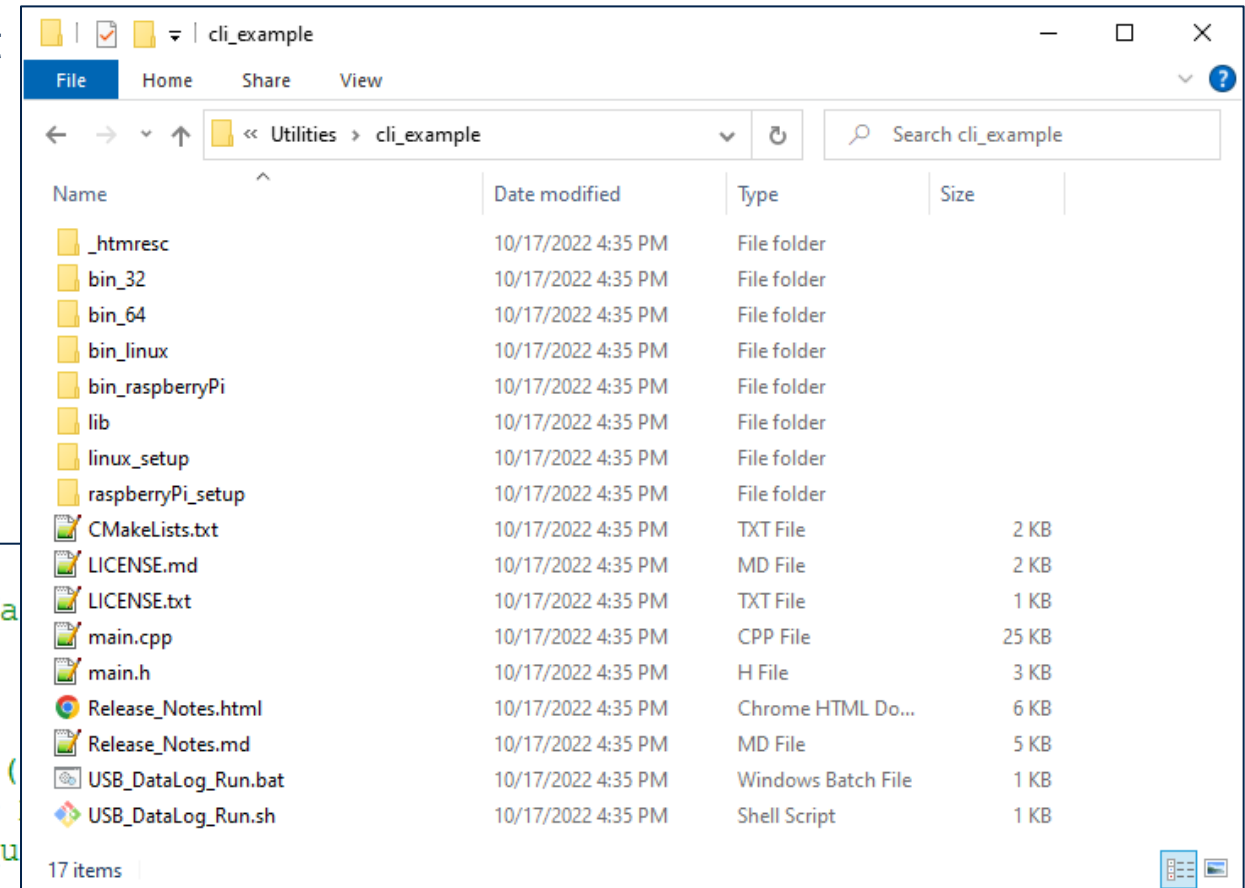 cli_example
File Home Share View
« Utilities > cli_example Search cli_example
Name Date modified Type Size
_htmresc 10/17/2022 4:35 PM File folder
bin_32 10/17/2022 4:35 PM File folder
bin_64 10/17/2022 4:35 PM File folder
bin_linux 10/17/2022 4:35 PM File folder
bin_raspberryPi 10/17/2022 4:35 PM File folder
lib 10/17/2022 4:35 PM File folder
linux_setup 10/17/2022 4:35 PM File folder
raspberryPi_setup 10/17/2022 4:35 PM File folder
CMakeLists.txt 10/17/2022 4:35 PM TXT File 2 KB
LICENSE.md 10/17/2022 4:35 PM MD File 2 KB
LICENSE.txt 10/17/2022 4:35 PM TXT File 1 KB
a
main.cpp 10/17/2022 4:35 PM CPP File 25 KB
main.h 10/17/2022 4:35 PM H File 3 KB
Release_Notes.html 10/17/2022 4:35 PM Chrome HTML Do... 6 KB
Release_Notes.md 10/17/2022 4:35 PM MD File 5 KB
(
USB_DataLog_Run.bat 10/17/2022 4:35 PM Windows Batch File 1 KB
USB_DataLog_Run.sh 10/17/2022 4:35 PM Shell Script 1 KB
u
17 items